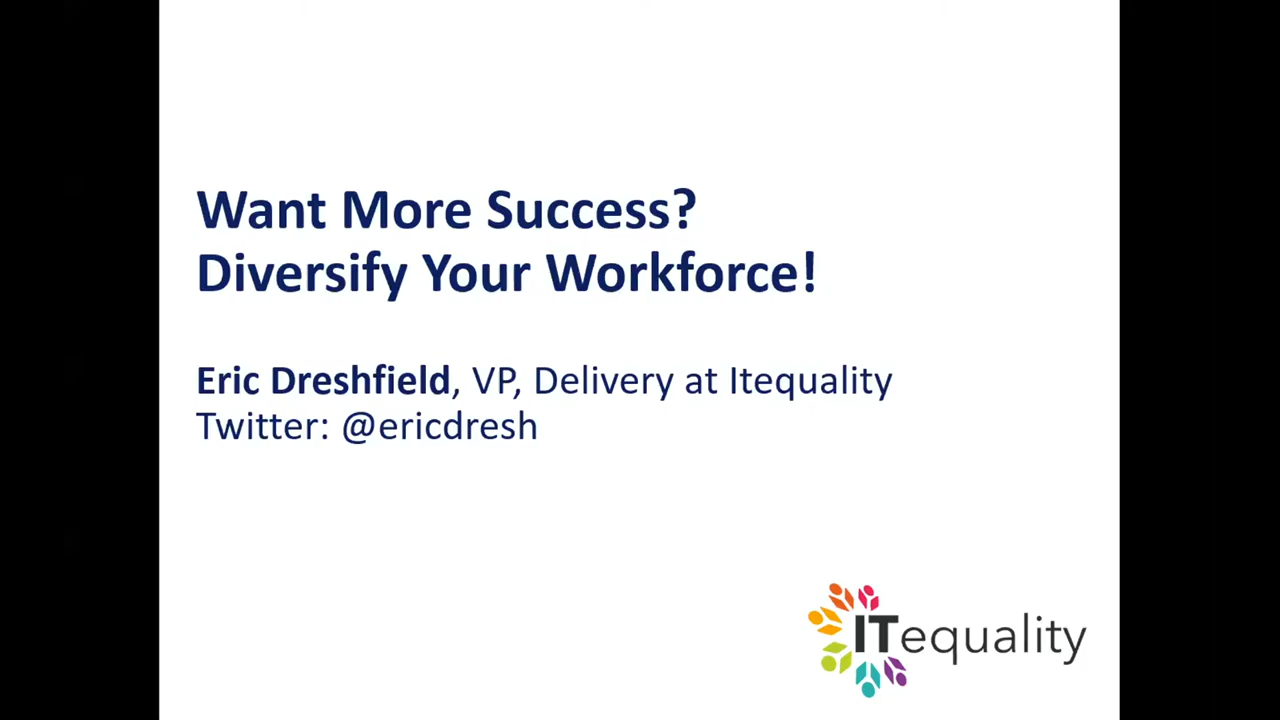 Want More Success?
Diversify Your Workforce!
Eric Dreshfield, VP, Delivery at Itequality
Twitter: @ericdresh
ITequality